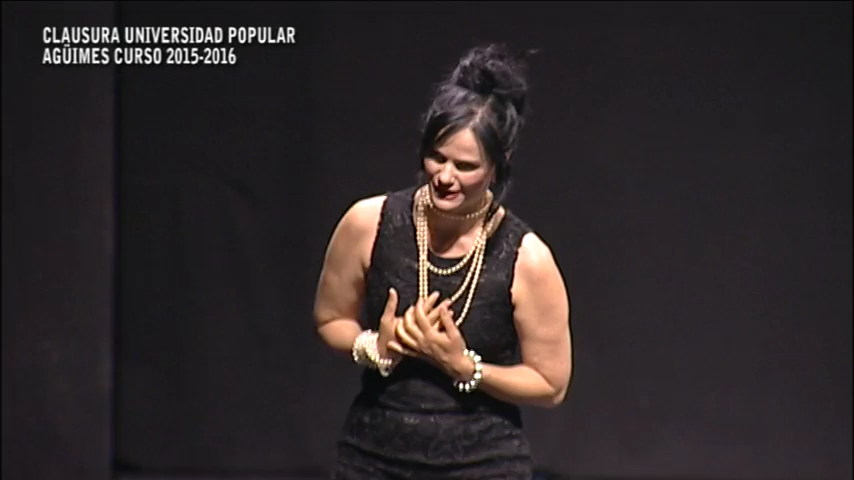 CLAUSURA UNIVERSIDAD POPULAR
AGÜIMES CURSO 2015-2016